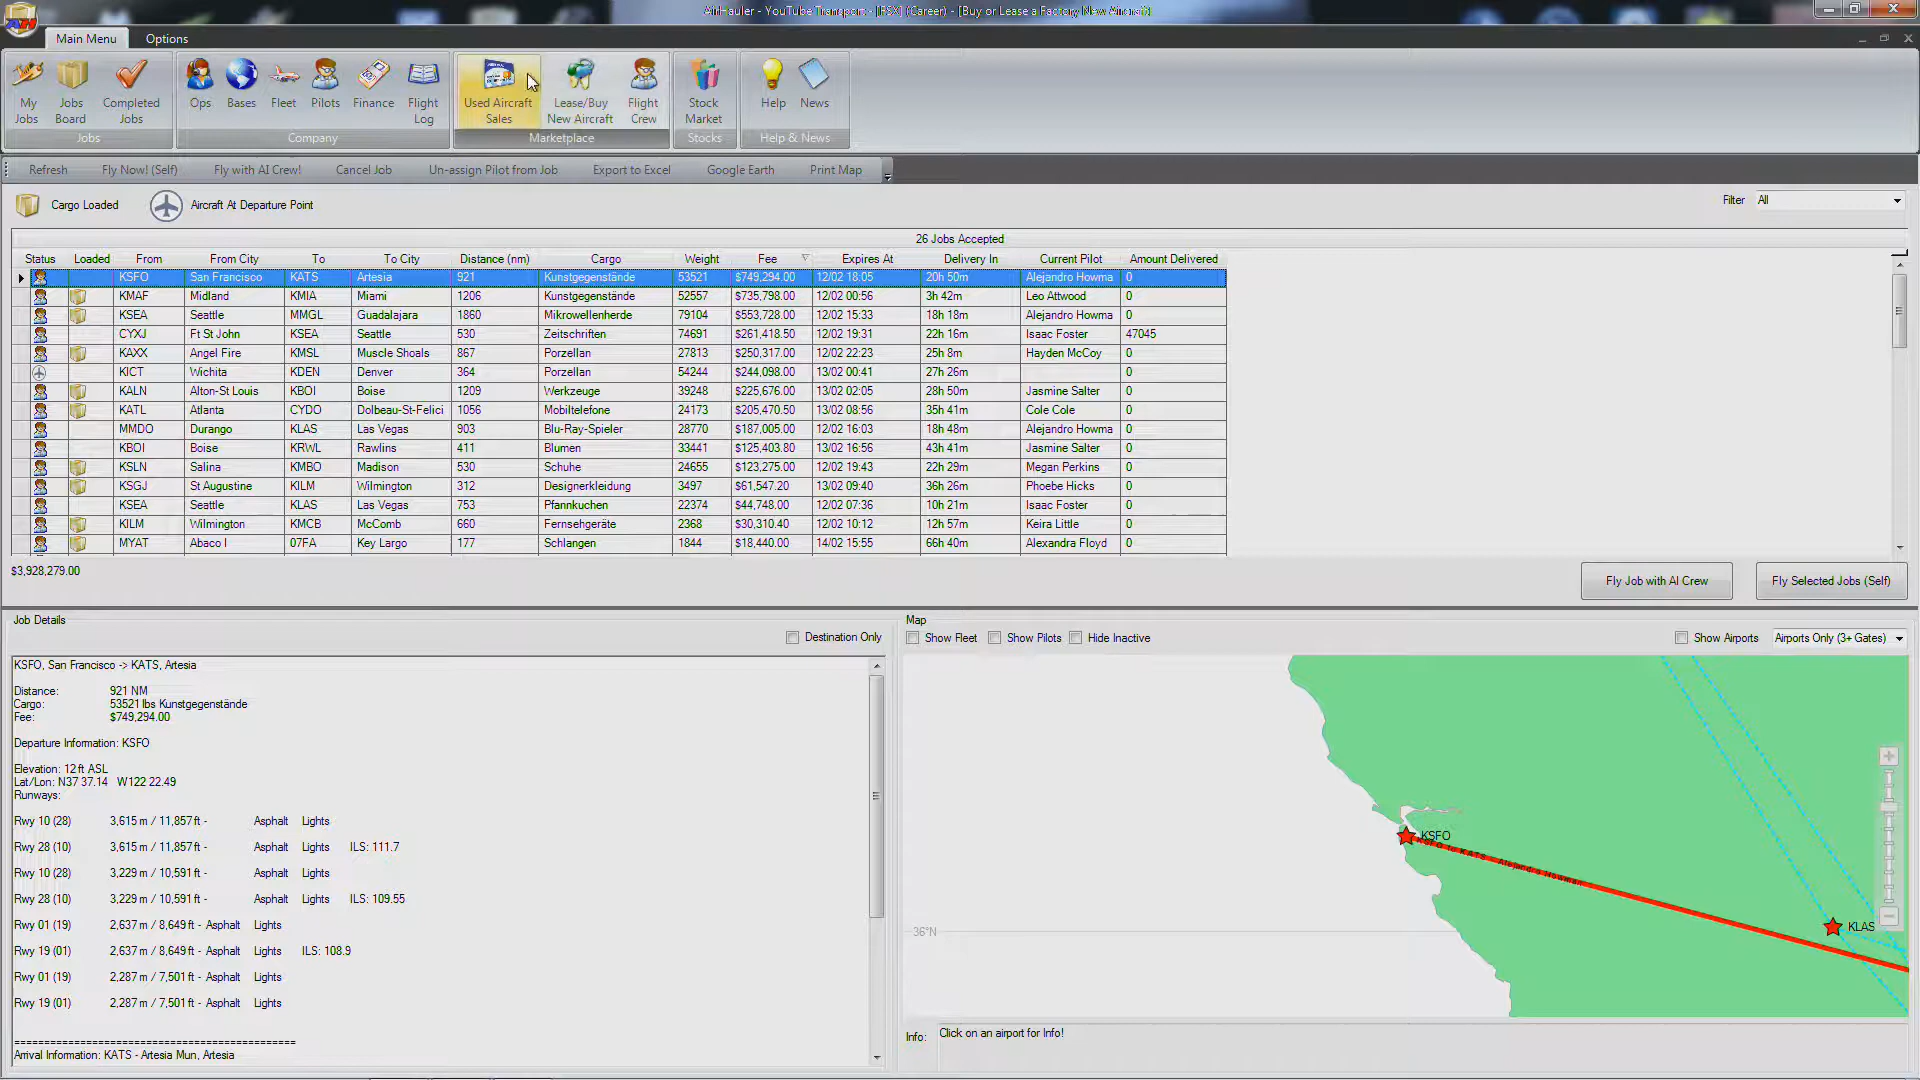 AirHauler - YouTube Transport - [FSX] (Career) - [Buy or Lease a Factory New Aircraft]
Main Menu Options
My Jobs
Jobs Board
Completed Jobs
Ops
Bases
Fleet
Pilots
Finance
Flight Log
Used Aircraft Sales
Lease/Buy New Aircraft
Flight Crew
Stock Market
Help
News
Jobs Company Marketplace Stocks Help & News
Refresh Fly Now! (Self) Fly with AI Crew! Cancel Job Un-assign Pilot from Job Export to Excel Google Earth Print Map
Cargo Loaded Aircraft At Departure Point Filter All
26 Jobs Accepted
Status Loaded From From City To To City Distance (nm) Cargo Weight Fee Expires At Delivery In Current Pilot Amount Delivered
KSFO San Francisco KATS Artesia 921 Kunstgegenstände 53521 $749,294.00 12/02 18:05 20h 50m Alejandro Howma 0
KMAF Midland KMIA Miami 1206 Kunstgegenstände 52557 $735,798.00 12/02 00:56 3h 42m Leo Attwood 0
KSEA Seattle MMGL Guadalajara 1860 Mikrowellenherde 79104 $553,728.00 12/02 15:33 18h 18m Alejandro Howma 0
CYXJ Ft St John KSEA Seattle 530 Zeitschriften 74691 $261,418.50 12/02 19:31 22h 16m Isaac Foster 47045
KAXX Angel Fire KMSL Muscle Shoals 867 Porzellan 27813 $250,317.00 12/02 22:23 25h 8m Hayden McCoy 0
KICT Wichita KDEN Denver 364 Porzellan 54244 $244,098.00 13/02 00:41 27h 26m 0
KALN Alton-St Louis KBOI Boise 1209 Werkzeuge 39248 $225,676.00 13/02 02:05 28h 50m Jasmine Salter 0
KATL Atlanta CYDO Dolbeau-St-Felici 1056 Mobiltelefone 24173 $205,470.50 13/02 08:56 35h 41m Cole Cole 0
MMDO Durango KLAS Las Vegas 903 Blu-Ray-Spieler 28770 $187,005.00 12/02 16:03 18h 48m Alejandro Howma 0
KBOI Boise KRWL Rawlins 411 Blumen 33441 $125,403.80 13/02 16:56 43h 41m Jasmine Salter 0
KSLN Salina KMBO Madison 530 Schuhe 24655 $123,275.00 12/02 19:43 22h 29m Megan Perkins 0
KSGJ St Augustine KILM Wilmington 312 Designerkleidung 3497 $61,547.20 13/02 09:40 36h 26m Phoebe Hicks 0
KSEA Seattle KLAS Las Vegas 753 Pfannkuchen 22374 $44,748.00 12/02 07:36 10h 21m Isaac Foster 0
KILM Wilmington KMCB McComb 660 Fernsehgeräte 2368 $30,310.40 12/02 10:12 12h 57m Keira Little 0
MYAT Abaco I 07FA Key Largo 177 Schlangen 1844 $18,440.00 14/02 15:55 66h 40m Alexandra Floyd 0
$3,928,279.00 Fly Job with AI Crew Fly Selected Jobs (Self)
Job Details
Destination Only
KSFO, San Francisco -> KATS, Artesia
Distance: 921 NM
Cargo: 53521 lbs Kunstgegenstände
Fee: $749,294.00
Departure Information: KSFO
Elevation: 12 ft ASL
Lat/Lon: N37 37.14 W122 22.49
Runways:
Rwy 10 (28) 3,615 m / 11,857 ft - Asphalt Lights
Rwy 28 (10) 3,615 m / 11,857 ft - Asphalt Lights ILS: 111.7
Rwy 10 (28) 3,229 m / 10,591 ft - Asphalt Lights
Rwy 28 (10) 3,229 m / 10,591 ft - Asphalt Lights ILS: 109.55
Rwy 01 (19) 2,637 m / 8,649 ft - Asphalt Lights
Rwy 19 (01) 2,637 m / 8,649 ft - Asphalt Lights ILS: 108.9
Rwy 01 (19) 2,287 m / 7,501 ft - Asphalt Lights
Rwy 19 (01) 2,287 m / 7,501 ft - Asphalt Lights
===========================================
Arrival Information: KATS - Artesia Mun, Artesia
Map
Show Fleet Show Pilots Hide Inactive Show Airports Airports Only (3+ Gates)
KSFO
KSFO to KATS - Alejandro Howman
KLAS
36°N
Info: Click on an airport for Info!